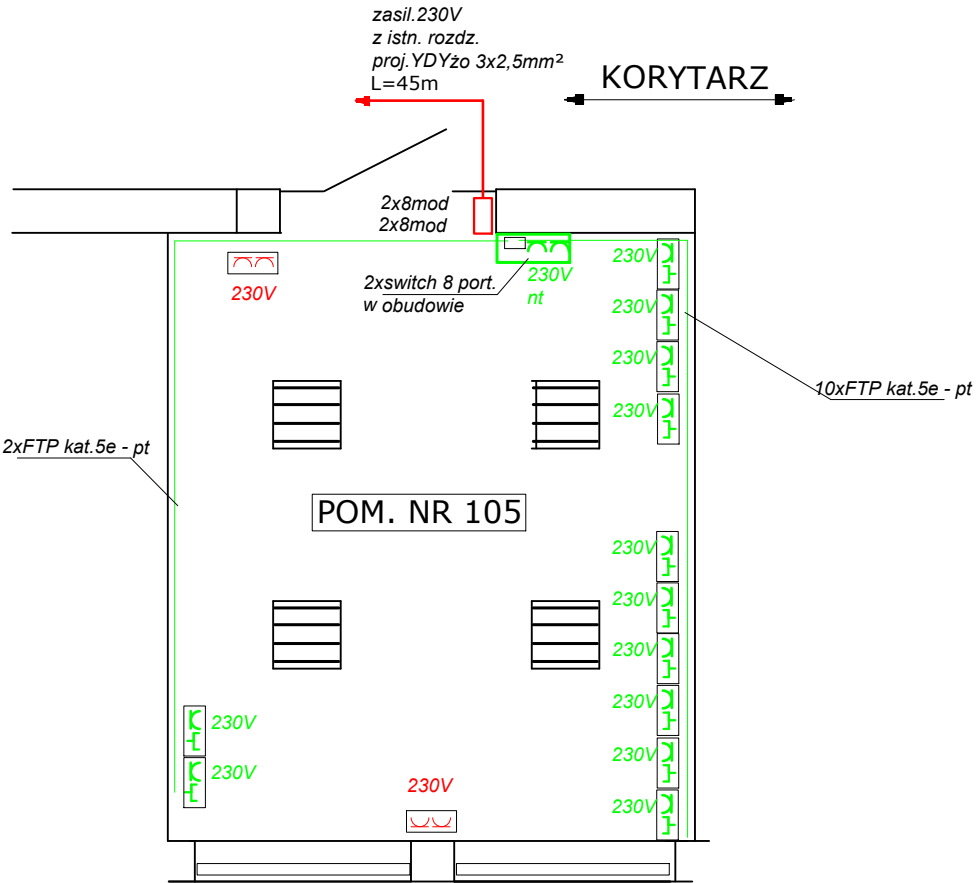 zasil.230V
z istn. rozdz.
proj.YDYżo 3x2,5mm²
L=45m
KORYTARZ
2x8mod
2x8mod
230V
2xswitch 8 port.
w obudowie
230V
nt
230V
230V
230V
230V
10xFTP kat.5e - pt
2xFTP kat.5e - pt
POM. NR 105
230V
230V
230V
230V
230V
230V
230V
230V
230V